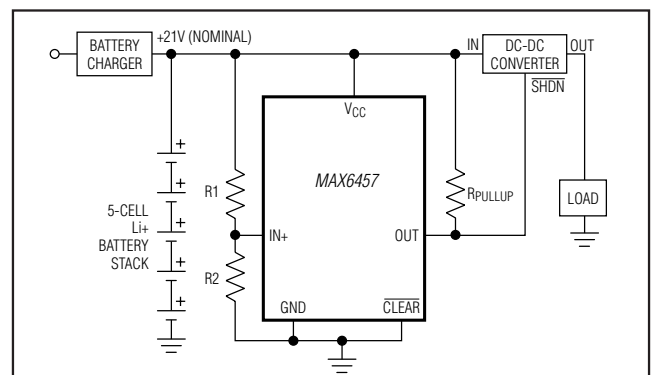 BATTERY
CHARGER
+21V (NOMINAL)
IN
DC-DC
CONVERTER
OUT
SHDN
VCC
MAX6457
R1
RPULLUP
LOAD
5-CELL
Li+
BATTERY
STACK
+
+
+
+
+
IN+
OUT
R2
GND
CLEAR